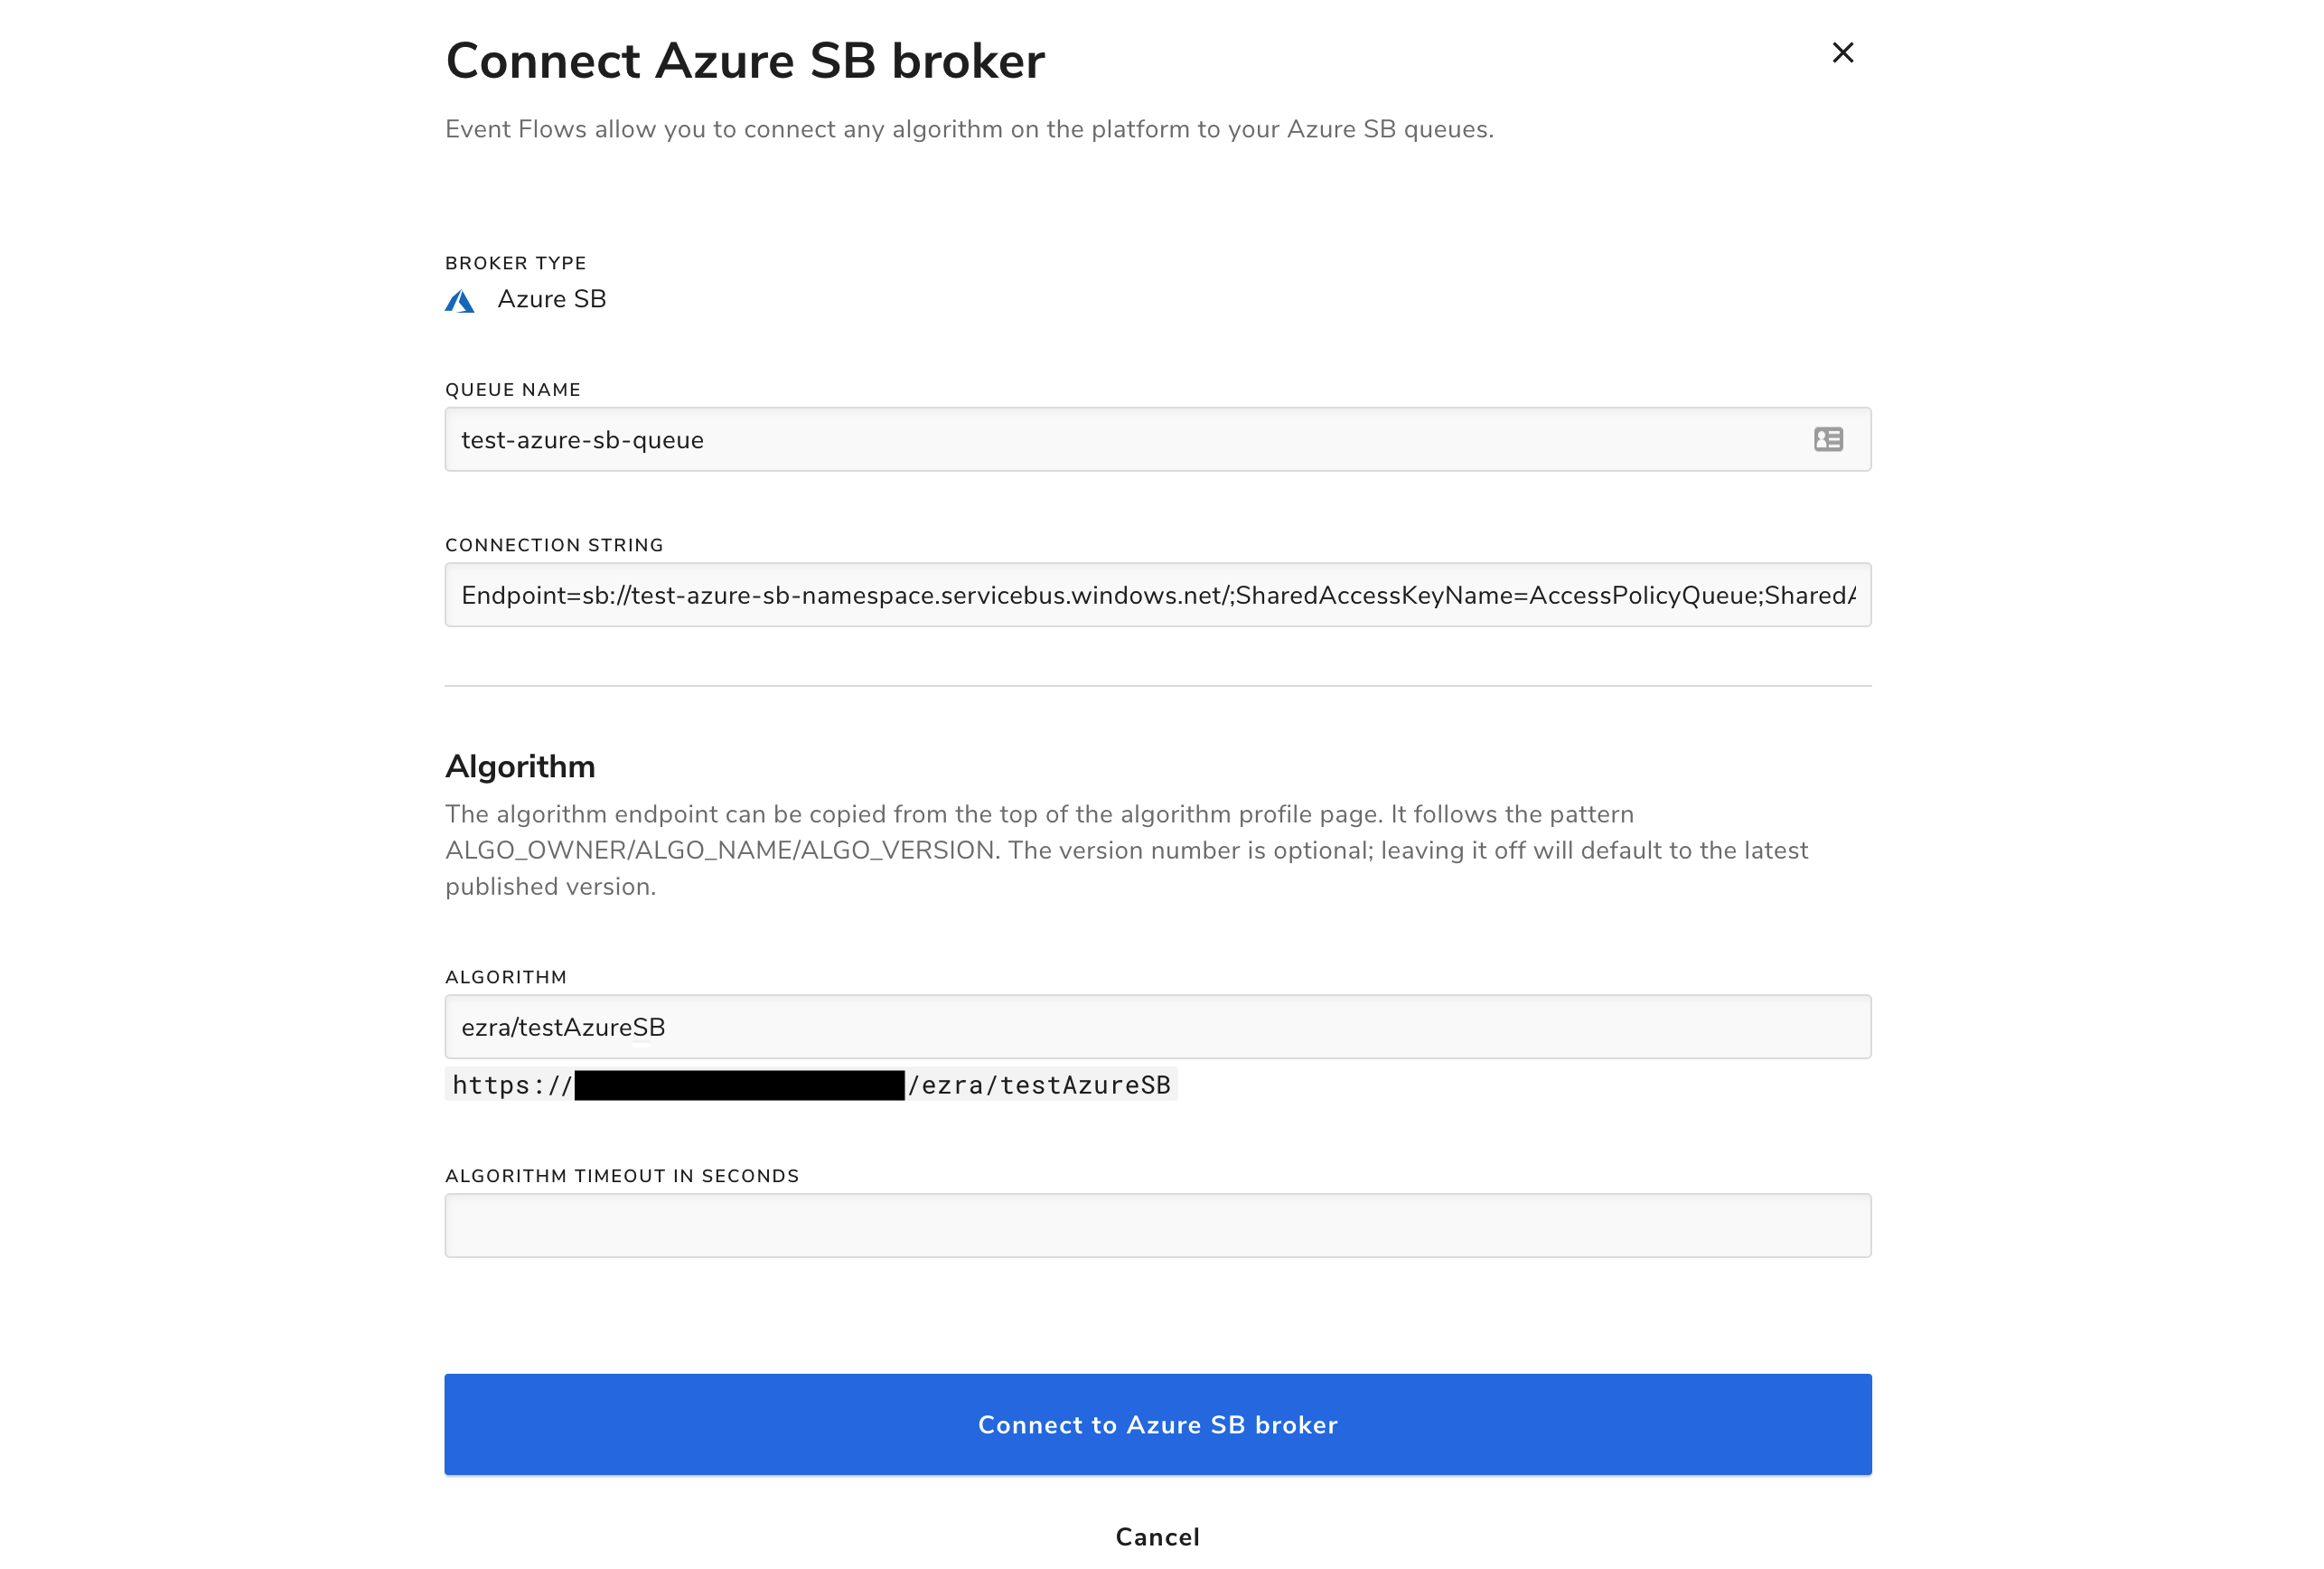 Connect Azure SB broker
Event Flows allow you to connect any algorithm on the platform to your Azure SB queues.
BROKER TYPE
Azure SB
QUEUE NAME
test-azure-sb-queue
CONNECTION STRING
Endpoint=sb://test-azure-sb-namespace.servicebus.windows.net/;SharedAccessKeyName=AccessPolicyQueue;SharedA
Algorithm
The algorithm endpoint can be copied from the top of the algorithm profile page. It follows the pattern
ALGO_OWNER/ALGO_NAME/ALGO_VERSION. The version number is optional; leaving it off will default to the latest
published version.
ALGORITHM
ezra/testAzureSB
https:// /ezra/testAzureSB
ALGORITHM TIMEOUT IN SECONDS
Connect to Azure SB broker
Cancel